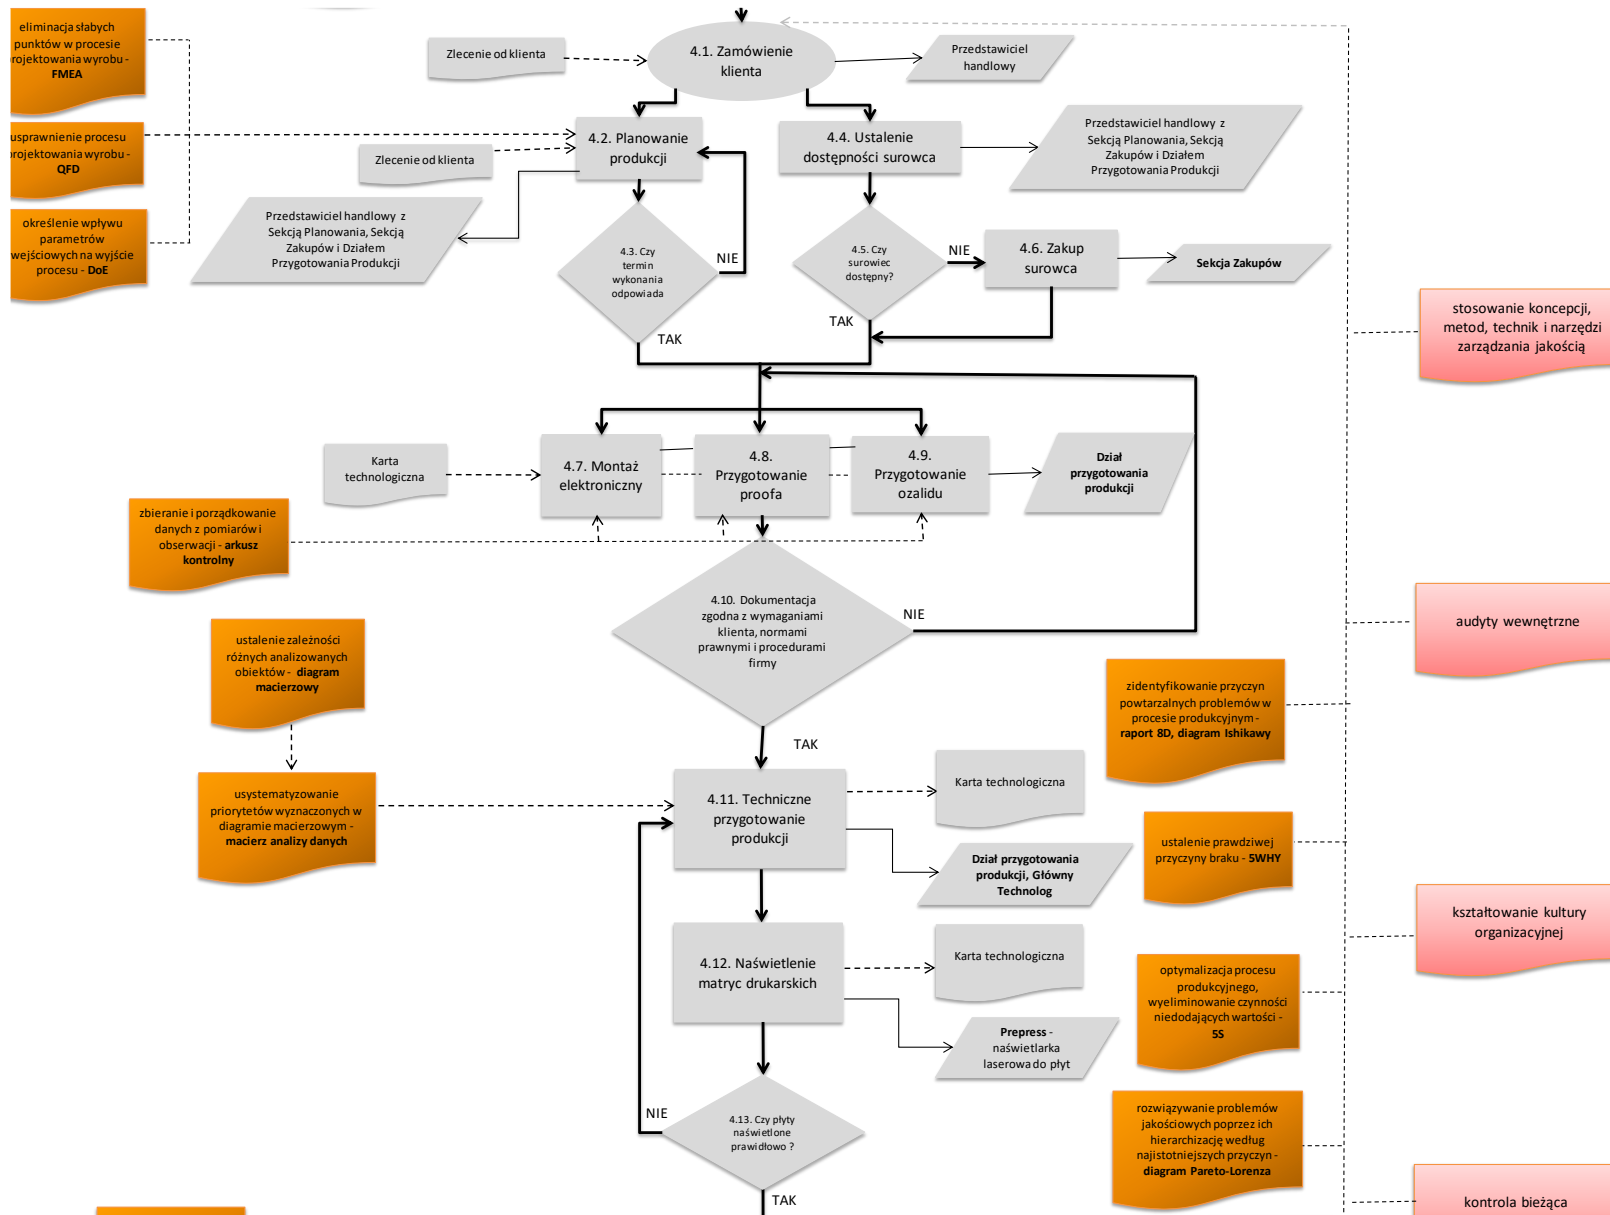 eliminacja słabych
punktów w procesie
rojektowania wyrobu -
FMEA
usprawnienie procesu
rojektowania wyrobu -
QFD
określenie wpływu
parametrów
wejściowych na wyjście
procesu - DoE
Zlecenie od klienta
4.1. Zamówienie
klienta
Przedstawiciel
handlowy
Zlecenie od klienta
4.2. Planowanie
produkcji
4.4. Ustalenie
dostępności surowca
Przedstawiciel handlowy z
Sekcją Planowania, Sekcją
Zakupów i Działem
Przygotowania Produkcji
Przedstawiciel handlowy z
Sekcją Planowania, Sekcją
Zakupów i Działem
Przygotowania Produkcji
4.3. Czy
termin
wykonania
odpowiada
NIE
TAK
4.5. Czy
surowiec
dostępny?
NIE
TAK
4.6. Zakup
surowca
Sekcja Zakupów
stosowanie koncepcji,
metod, technik i narzędzi
zarządzania jakością
Karta
technologiczna
4.7. Montaż
elektroniczny
4.8.
Przygotowanie
proofa
4.9.
Przygotowanie
ozalidu
Dział
przygotowania
produkcji
zbieranie i porządkowanie
danych z pomiarów i
obserwacji - arkusz
kontrolny
4.10. Dokumentacja
zgodna z wymaganiami
klienta, normami
prawnymi i procedurami
firmy
NIE
TAK
audyty wewnętrzne
ustalenie zależności
różnych analizowanych
obiektów - diagram
macierzowy
zidentyfikowanie przyczyn
powtarzalnych problemów w
procesie produkcyjnym -
raport 8D, diagram Ishikawy
usystematyzowanie
priorytetów wyznaczonych w
diagramie macierzowym -
macierz analizy danych
4.11. Techniczne
przygotowanie
produkcji
Karta technologiczna
Dział przygotowania
produkcji, Główny
Technolog
ustalenie prawdziwej
przyczyny braku - 5WHY
kształtowanie kultury
organizacyjnej
4.12. Naświetlenie
matryc drukarskich
Karta technologiczna
Prepress -
naświetlarka
laserowa do płyt
optymalizacja procesu
produkcyjnego,
wyeliminowanie czynności
niedodających wartości -
5S
4.13. Czy płyty
naświetlone
prawidłowo ?
NIE
TAK
rozwiązywanie problemów
jakościowych poprzez ich
hierarchizację według
najistotniejszych przyczyn -
diagram Pareto-Lorenza
kontrola bieżąca